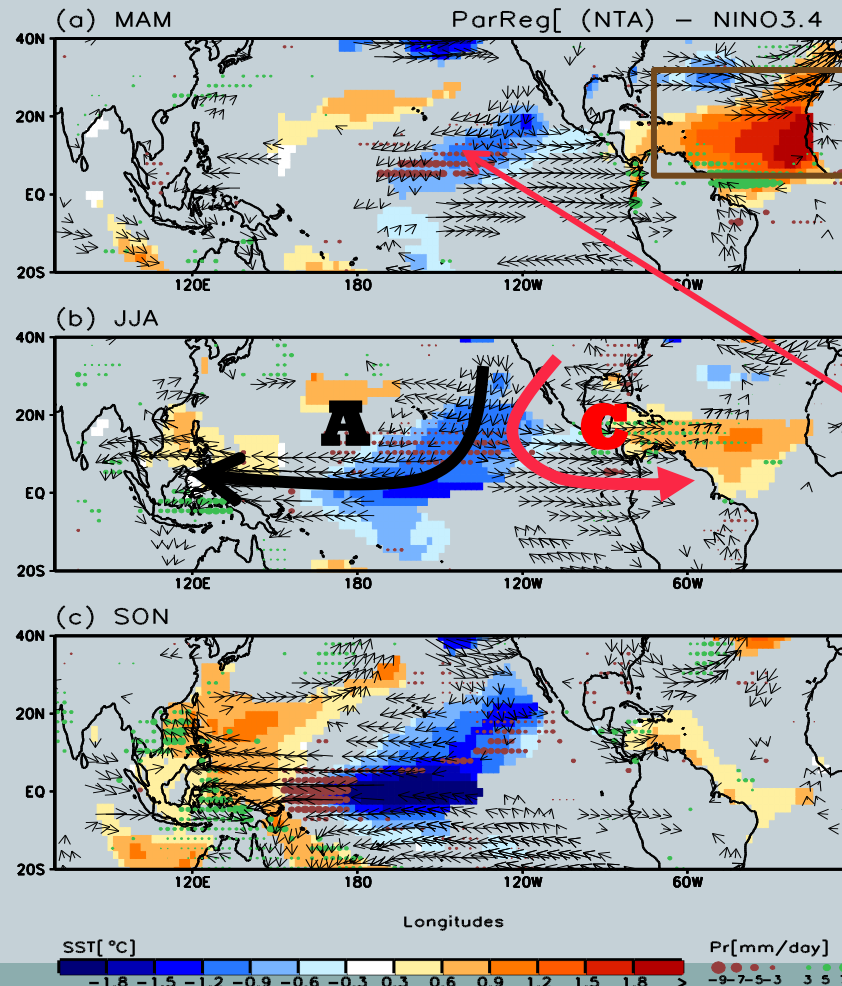 (a) MAM ParReg[ (NTA) - NINO3.4
40N
20N
EQ
20S
120E 180 120W 60W
(b) JJA
40N
20N
A C
EQ
20S
120E 180 120W 60W
(c) SON
40N
20N
EQ
20S
120E 180 120W 60W
Longitudes
SST[°C] Pr[mm/day]
-1.8 -1.5 -1.2 -0.9 -0.6 -0.3 0.3 0.6 0.9 1.2 1.5 1.8 > -9-7-5-3 3 5